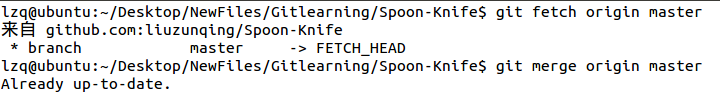 lzq@ubuntu:~/Desktop/NewFiles/Gitlearning/Spoon-Knife$ git fetch origin master
来自 github.com:liuzunqing/Spoon-Knife
 * branch            master     -> FETCH_HEAD
lzq@ubuntu:~/Desktop/NewFiles/Gitlearning/Spoon-Knife$ git merge origin master
Already up-to-date.